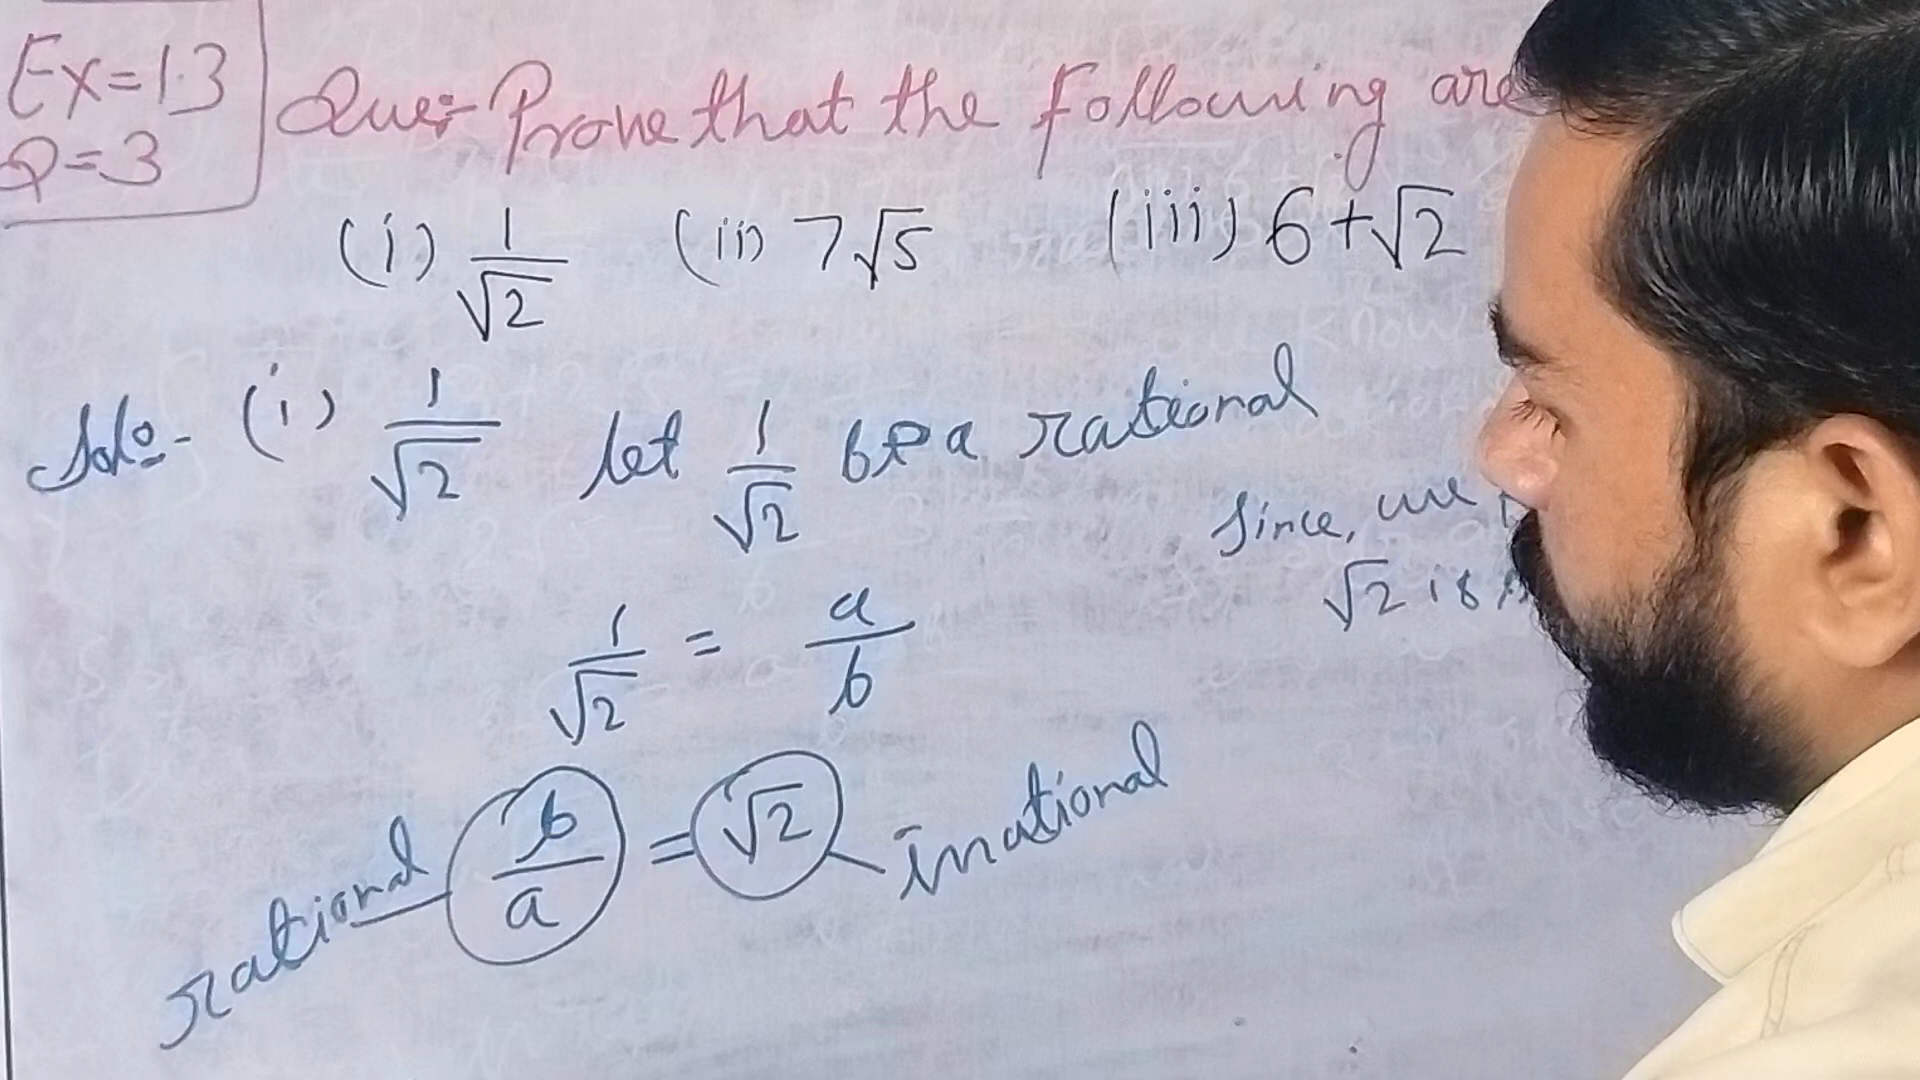 Ex=1.3
Q=3
Que:- Prove that the following are
(i) 1/√2 (ii) 7√5 (iii) 6+√2
Sol:- (i) 1/√2 let 1/√2 be a rational
Since, we
√2 is
1/√2 = a/b
rational b/a = √2 irrational